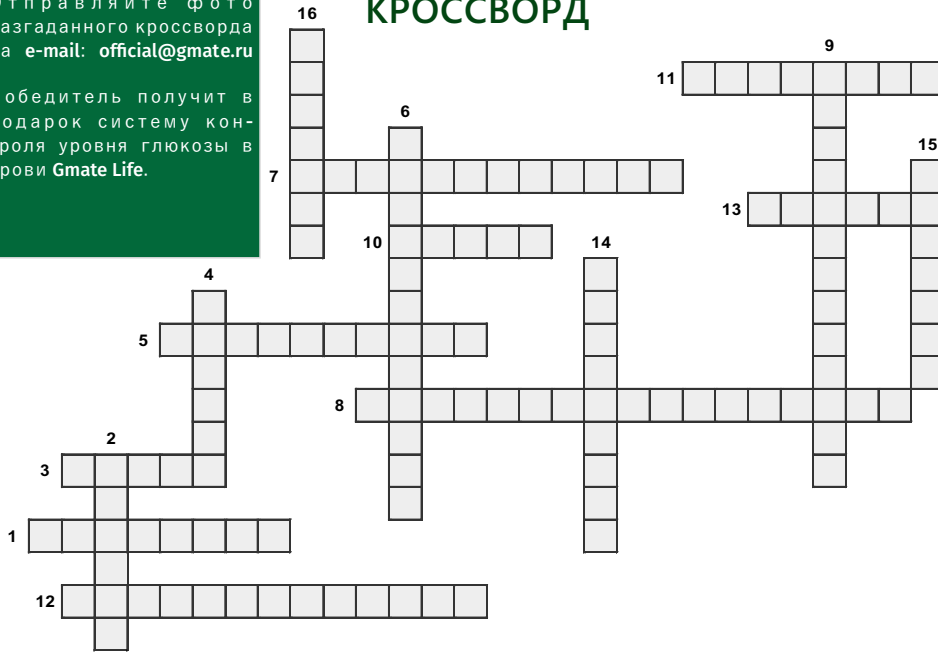 КРОССВОРД
Отправляйте фото
азгаданного кроссворда
а e-mail: official@gmate.ru
обедитель получит в
одарок систему кон-
роля уровня глюкозы в
рови Gmate Life.
16
9
11
6
15
7
13
10
14
4
5
8
2
3
1
12